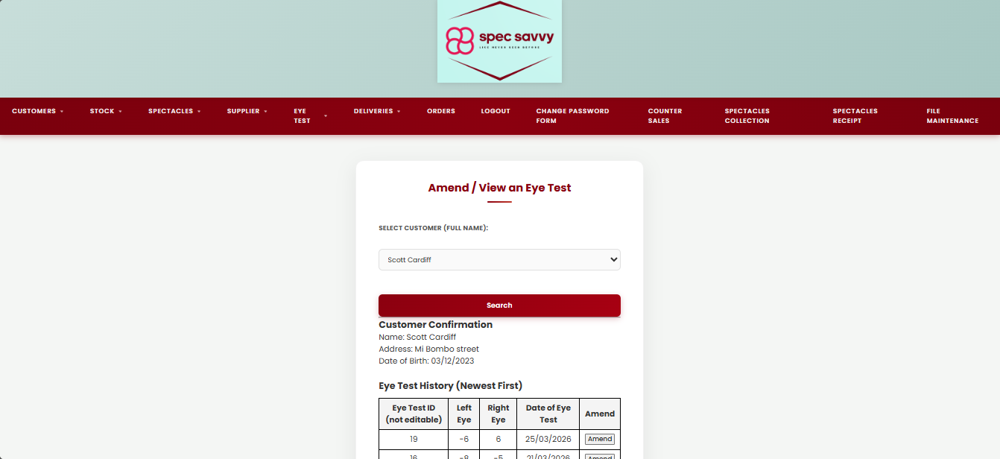 spec savvy
LIKE NEVER SEEN BEFORE
CUSTOMERS STOCK SPECTACLES SUPPLIER EYE TEST DELIVERIES ORDERS LOGOUT CHANGE PASSWORD FORM COUNTER SALES SPECTACLES COLLECTION SPECTACLES RECEIPT FILE MAINTENANCE
Amend / View an Eye Test
SELECT CUSTOMER (FULL NAME):
Scott Cardiff
Search
Customer Confirmation
Name: Scott Cardiff
Address: Mi Bombo street
Date of Birth: 03/12/2023
Eye Test History (Newest First)
Eye Test ID (not editable) Left Eye Right Eye Date of Eye Test Amend
19 -6 6 25/03/2026 Amend
16 -8 -5 21/03/2026 Amend